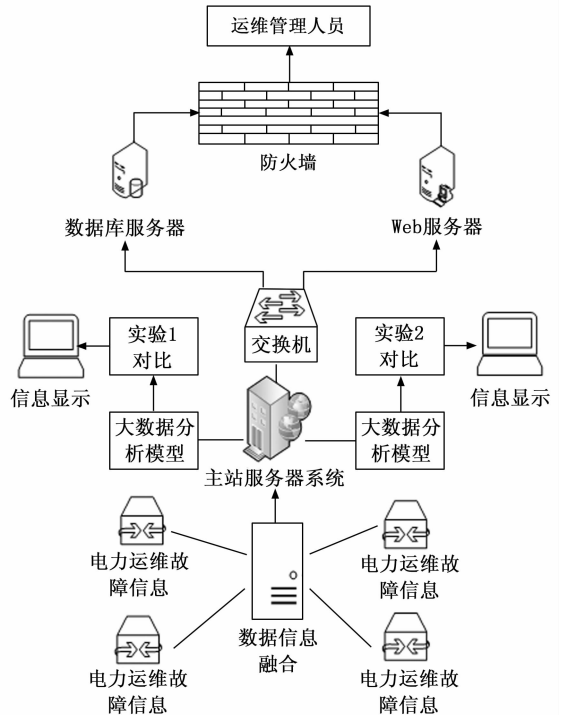 运维管理人员
防火墙
数据库服务器
Web服务器
交换机
实验1
对比
实验2
对比
信息显示
信息显示
大数据分
析模型
大数据分
析模型
主站服务器系统
电力运维故
障信息
电力运维故
障信息
数据信息
融合
电力运维故
障信息
电力运维故
障信息